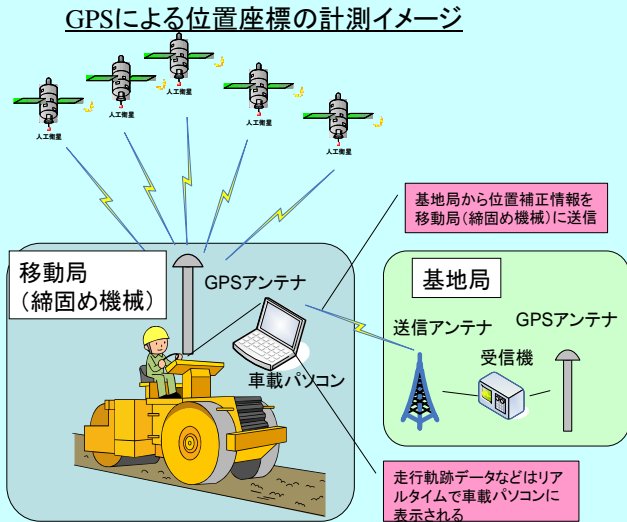 GPSによる位置座標の計測イメージ
人工衛星
人工衛星
人工衛星
人工衛星
人工衛星
基地局から位置補正情報を
移動局(締固め機械)に送信
移動局
(締固め機械)
GPSアンテナ
車載パソコン
基地局
送信アンテナ
GPSアンテナ
受信機
走行軌跡データなどはリア
ルタイムで車載パソコンに
表示される